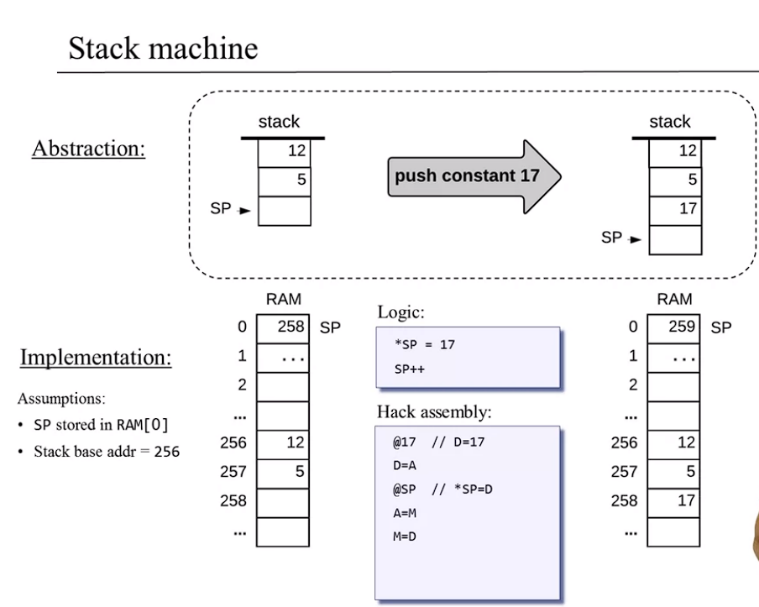 Stack machine
Abstraction:
stack
12
5
SP
push constant 17
stack
12
5
17
SP
Implementation:
Assumptions:
• SP stored in RAM[0]
• Stack base addr = 256
RAM
0 258 SP
1 ...
2
...
256 12
257 5
258
...
Logic:
*SP = 17
SP++
Hack assembly:
@17 // D=17
D=A
@SP // *SP=D
A=M
M=D
RAM
0 259 SP
1 ...
2
...
256 12
257 5
258 17
...